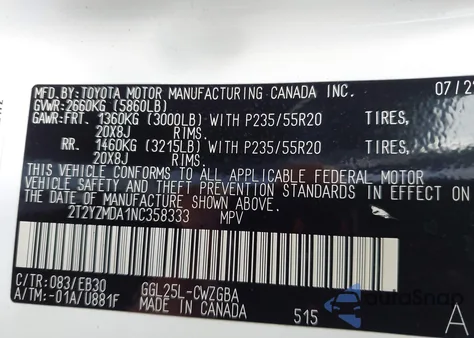 MFD.BY:TOYOTA MOTOR MANUFACTURING CANADA INC. 07/2
GVWR:2660KG (5860LB)
GAWR:FRT. 1360KG (3000LB) WITH P235/55R20 TIRES,
20X8J RIMS.
RR. 1460KG (3215LB) WITH P235/55R20 TIRES,
20X8J RIMS.
THIS VEHICLE CONFORMS TO ALL APPLICABLE FEDERAL MOTOR
VEHICLE SAFETY AND THEFT PREVENTION STANDARDS IN EFFECT ON
THE DATE OF MANUFACTURE SHOWN ABOVE.
2T2YZMDA1NC358333 MPV
C/TR:083/EB30 GGL25L-CWZGBA
A/TM:-01A/U881F MADE IN CANADA 515 A
autoSnap